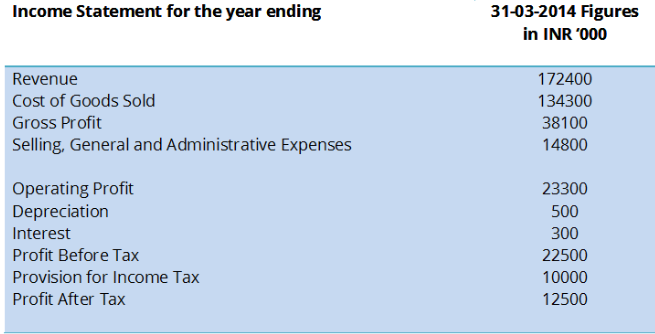 Income Statement for the year ending 31-03-2014 Figures
in INR ‘000
Revenue 172400
Cost of Goods Sold 134300
Gross Profit 38100
Selling, General and Administrative Expenses 14800
Operating Profit 23300
Depreciation 500
Interest 300
Profit Before Tax 22500
Provision for Income Tax 10000
Profit After Tax 12500